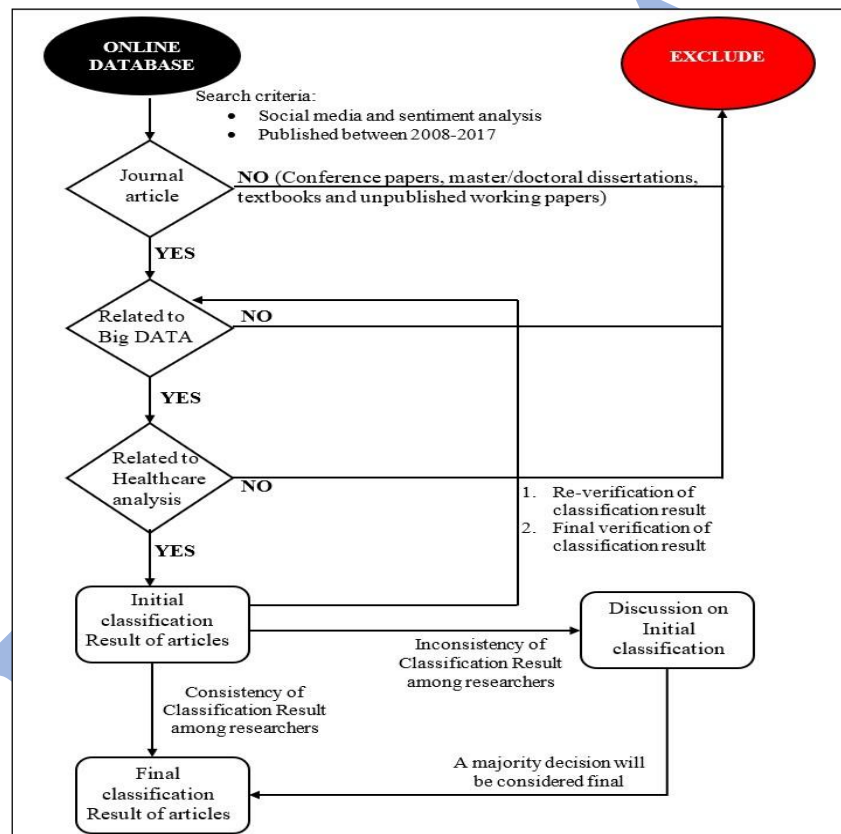 ONLINE
DATABASE
EXCLUDE
Search criteria:
• Social media and sentiment analysis
• Published between 2008-2017
Journal
article
NO (Conference papers, master/doctoral dissertations,
textbooks and unpublished working papers)
YES
Related to
Big DATA
NO
YES
Related to
Healthcare
analysis
NO
1. Re-verification of
classification result
2. Final verification of
classification result
YES
Initial
classification
Result of articles
Discussion on
Initial
classification
Inconsistency of
Classification Result
among researchers
Consistency of
Classification Result
among researchers
A majority decision will
be considered final
Final
classification
Result of articles